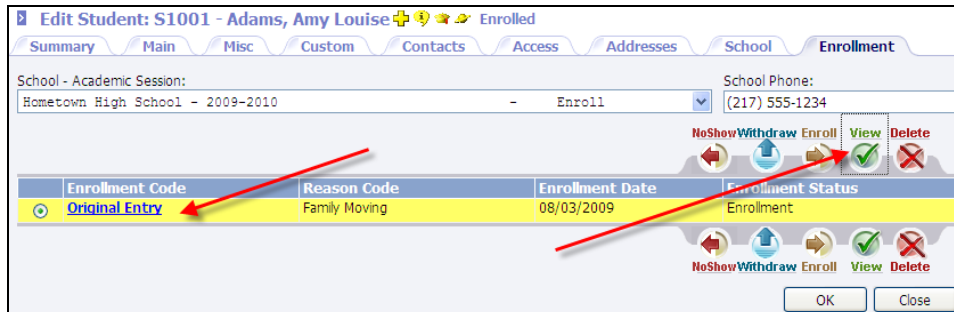 Edit Student: S1001 - Adams, Amy Louise Enrolled
Summary Main Misc Custom Contacts Access Addresses School Enrollment
School - Academic Session: School Phone:
Hometown High School - 2009-2010 - Enroll (217) 555-1234
NoShow Withdraw Enroll View Delete
Enrollment Code Reason Code Enrollment Date Enrollment Status
Original Entry Family Moving 08/03/2009 Enrollment
NoShow Withdraw Enroll View Delete
OK Close